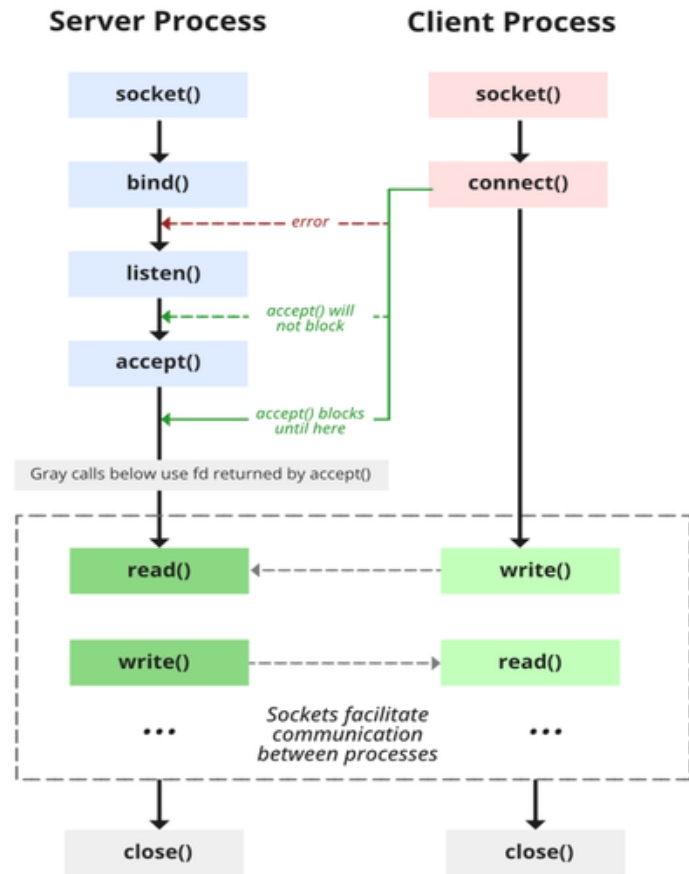 Server Process
Client Process
socket()
socket()
bind()
connect()
error
listen()
accept() will
not block
accept()
accept() blocks
until here
Gray calls below use fd returned by accept()
read()
write()
write()
read()
...
Sockets facilitate
communication
between processes
...
close()
close()